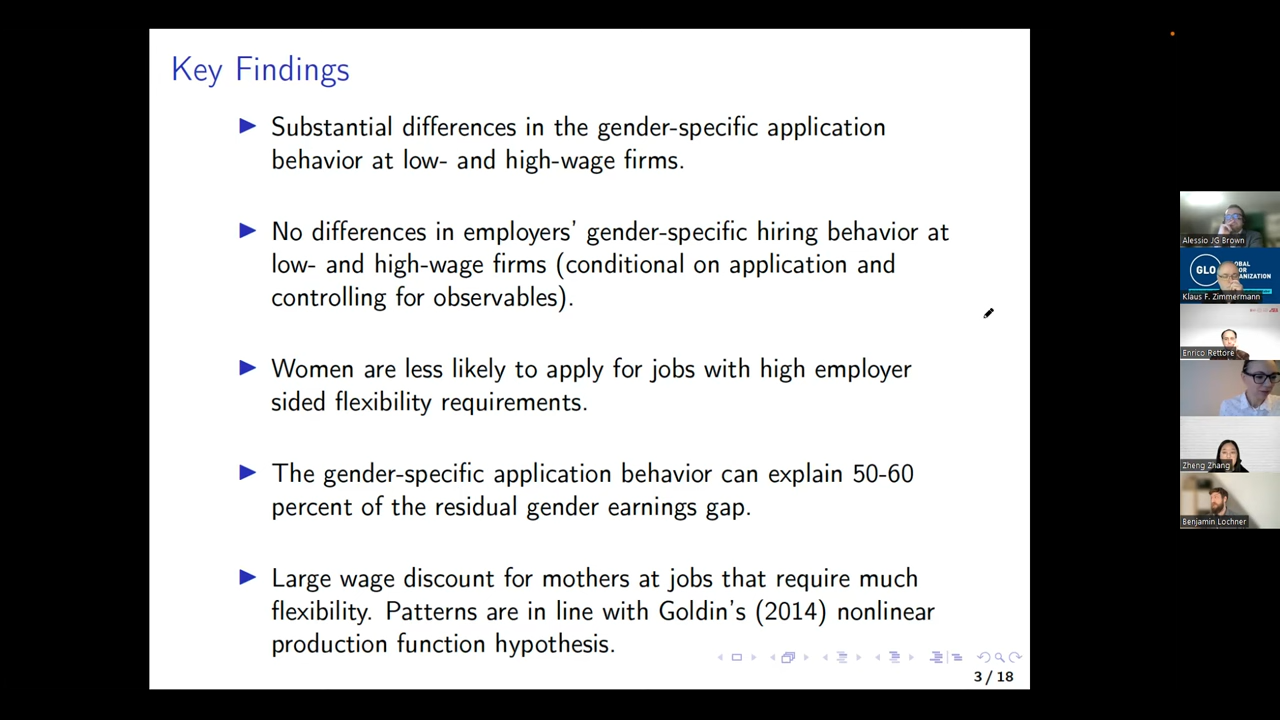 Key Findings
Substantial differences in the gender-specific application
behavior at low- and high-wage firms.
No differences in employers' gender-specific hiring behavior at
low- and high-wage firms (conditional on application and
controlling for observables).
Women are less likely to apply for jobs with high employer
sided flexibility requirements.
The gender-specific application behavior can explain 50-60
percent of the residual gender earnings gap.
Large wage discount for mothers at jobs that require much
flexibility. Patterns are in line with Goldin's (2014) nonlinear
production function hypothesis.
3 / 18
Alessio JG Brown
GLO
Klaus F. Zimmermann
Enrico Rettore
Zheng Zhang
Benjamin Lochner